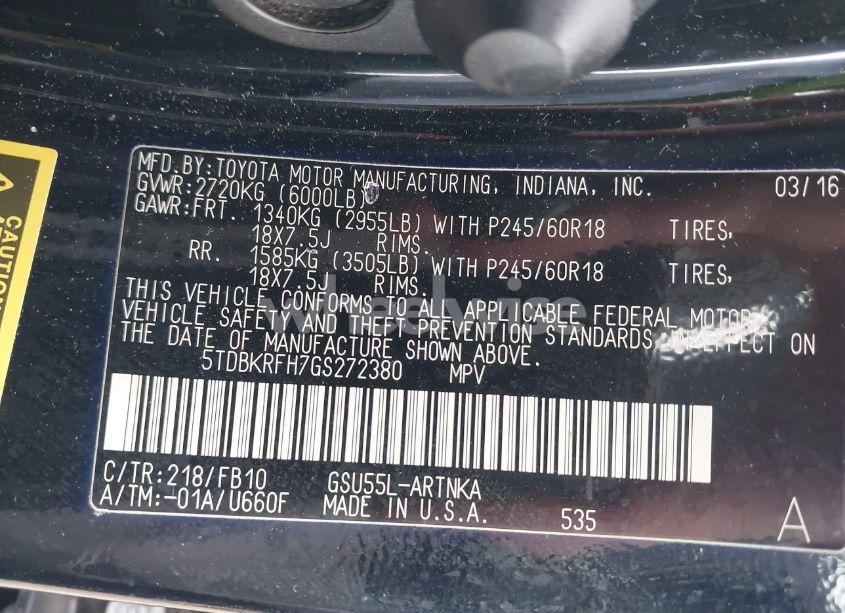 MFD. BY: TOYOTA MOTOR MANUFACTURING, INDIANA, INC. 03/16
GVWR: 2720KG (6000LB)
GAWR: FRT. 1340KG (2955LB) WITH P245/60R18 TIRES,
18X7.5J RIMS.
RR. 1585KG (3505LB) WITH P245/60R18 TIRES,
18X7.5J RIMS.
THIS VEHICLE CONFORMS TO ALL APPLICABLE FEDERAL MOTOR
VEHICLE SAFETY AND THEFT PREVENTION STANDARDS IN EFFECT ON
THE DATE OF MANUFACTURE SHOWN ABOVE.
5TDBKRFH7GS272380 MPV
C/TR: 218/FB10 GSU55L-ARTNKA
A/TM: -01A/U660F MADE IN U.S.A. 535 A
CAUTION
wheelwise